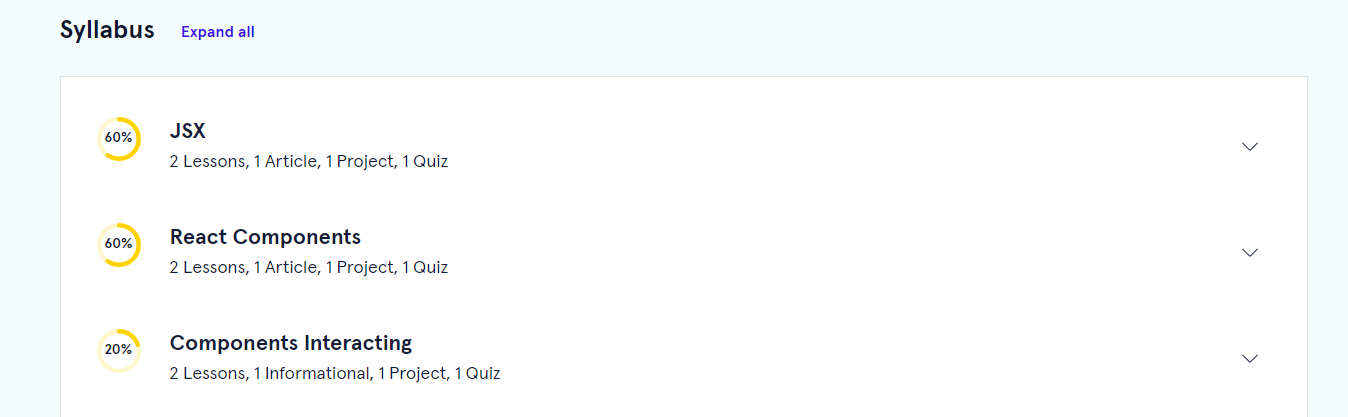 Syllabus Expand all
60% JSX
2 Lessons, 1 Article, 1 Project, 1 Quiz
60% React Components
2 Lessons, 1 Article, 1 Project, 1 Quiz
20% Components Interacting
2 Lessons, 1 Informational, 1 Project, 1 Quiz